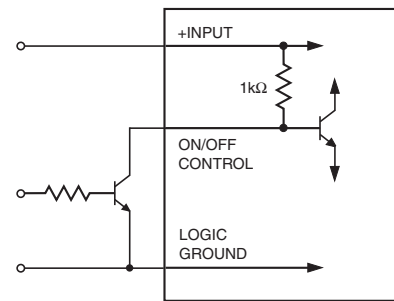 +INPUT
1kΩ
ON/OFF
CONTROL
LOGIC
GROUND